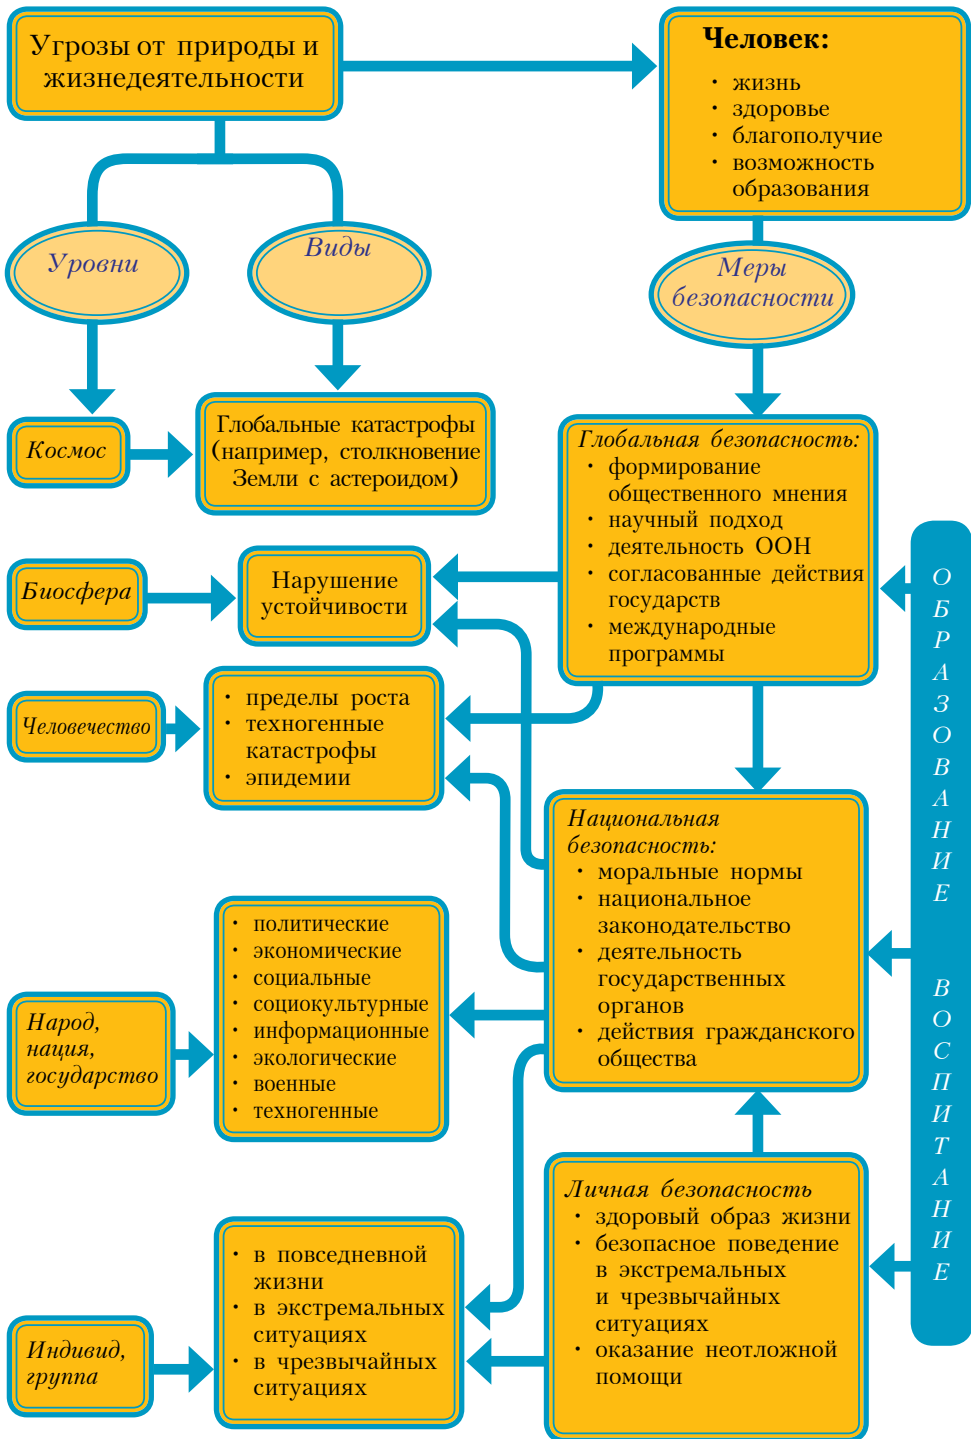 Угрозы от природы и
жизнедеятельности
Человек:
· жизнь
· здоровье
· благополучие
· возможность
образования
Уровни
Виды
Меры
безопасности
Космос
Глобальные катастрофы
(например, столкновение
Земли с астероидом)
Глобальная безопасность:
· формирование
общественного мнения
· научный подход
· деятельность ООН
· согласованные действия
государств
· международные
программы
Биосфера
Нарушение
устойчивости
Человечество
· пределы роста
· техногенные
катастрофы
· эпидемии
Национальная
безопасность:
· моральные нормы
· национальное
законодательство
· деятельность
государственных
органов
· действия гражданского
общества
Народ,
нация,
государство
· политические
· экономические
· социальные
· социокультурные
· информационные
· экологические
· военные
· техногенные
Личная безопасность
· здоровый образ жизни
· безопасное поведение
в экстремальных
и чрезвычайных
ситуациях
· оказание неотложной
помощи
Индивид,
группа
· в повседневной
жизни
· в экстремальных
ситуациях
· в чрезвычайных
ситуациях
ОБРАЗОВАНИЕ ВОСПИТАНИЕ